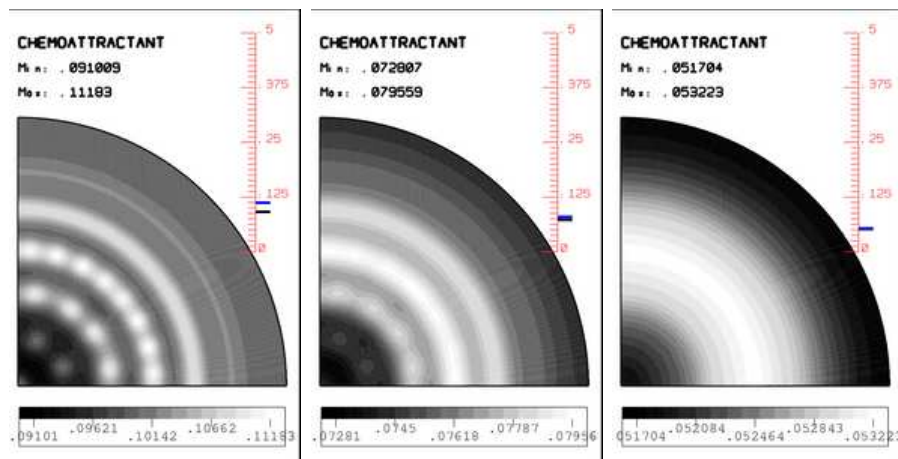 CHEMOATTRACTANT
Min: .091009
Max: .11183
.5
.375
.25
.125
0
.09101 .09621 .10142 .10662 .11183
CHEMOATTRACTANT
Min: .072807
Max: .079559
.5
.375
.25
.125
0
.07281 .0745 .07618 .07787 .07956
CHEMOATTRACTANT
Min: .051704
Max: .053223
.5
.375
.25
.125
0
.051704 .052084 .052464 .052843 .053223